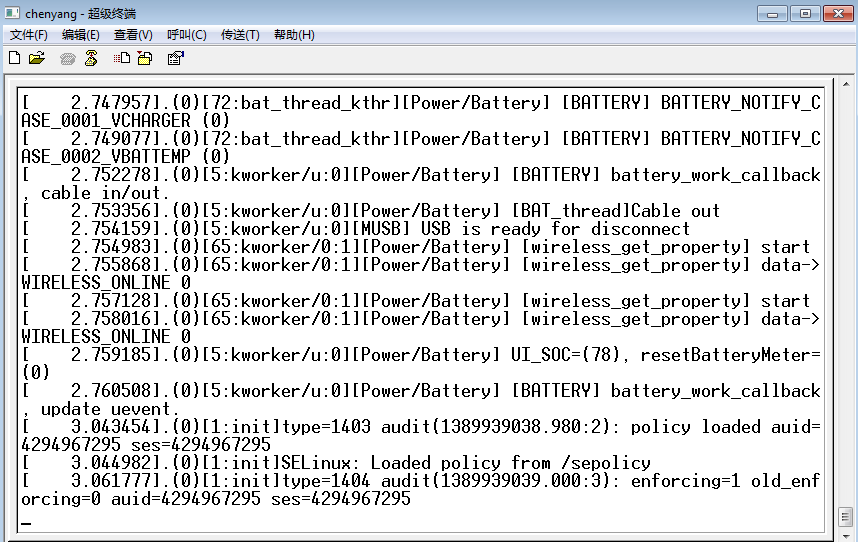 chenyang - 超级终端
文件(F) 编辑(E) 查看(V) 呼叫(C) 传送(T) 帮助(H)
[    2.747957].(0)[72:bat_thread_kthr][Power/Battery] [BATTERY] BATTERY_NOTIFY_C
ASE_0001_VCHARGER (0)
[    2.749077].(0)[72:bat_thread_kthr][Power/Battery] [BATTERY] BATTERY_NOTIFY_C
ASE_0002_VBATTEMP (0)
[    2.752278].(0)[5:kworker/u:0][Power/Battery] [BATTERY] battery_work_callback
, cable in/out.
[    2.753356].(0)[5:kworker/u:0][Power/Battery] [BAT_thread]Cable out
[    2.754159].(0)[5:kworker/u:0][MUSB] USB is ready for disconnect
[    2.754983].(0)[65:kworker/0:1][Power/Battery] [wireless_get_property] start
[    2.755868].(0)[65:kworker/0:1][Power/Battery] [wireless_get_property] data->
WIRELESS_ONLINE 0
[    2.757128].(0)[65:kworker/0:1][Power/Battery] [wireless_get_property] start
[    2.758016].(0)[65:kworker/0:1][Power/Battery] [wireless_get_property] data->
WIRELESS_ONLINE 0
[    2.759185].(0)[5:kworker/u:0][Power/Battery] UI_SOC=(78), resetBatteryMeter=
(0)
[    2.760508].(0)[5:kworker/u:0][Power/Battery] [BATTERY] battery_work_callback
, update uevent.
[    3.043454].(0)[1:init]type=1403 audit(1389939038.980:2): policy loaded auid=
4294967295 ses=4294967295
[    3.044982].(0)[1:init]SELinux: Loaded policy from /sepolicy
[    3.061777].(0)[1:init]type=1404 audit(1389939039.000:3): enforcing=1 old_enf
orcing=0 auid=4294967295 ses=4294967295